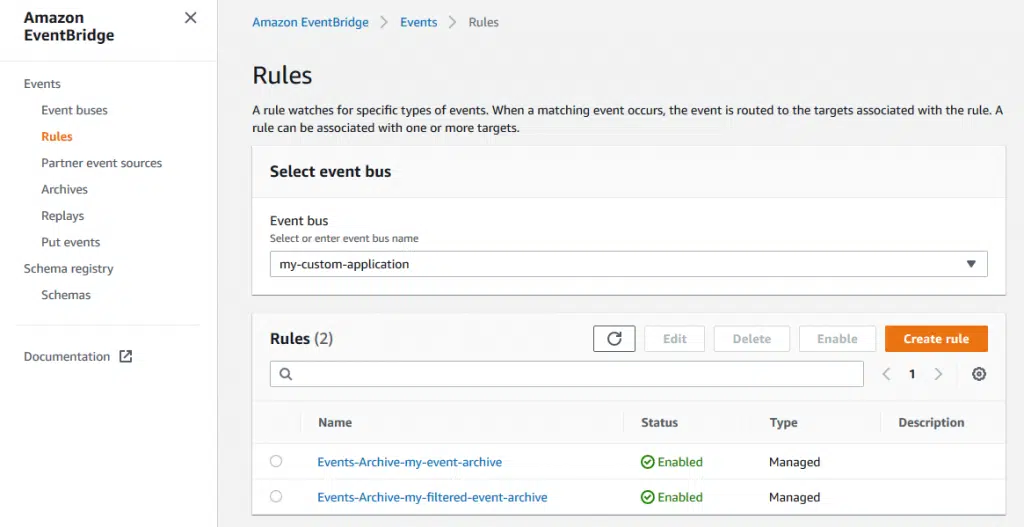 Amazon
EventBridge
Events
Event buses
Rules
Partner event sources
Archives
Replays
Put events
Schema registry
Schemas
Documentation
Amazon EventBridge > Events > Rules
Rules
A rule watches for specific types of events. When a matching event occurs, the event is routed to the targets associated with the rule. A
rule can be associated with one or more targets.
Select event bus
Event bus
Select or enter event bus name
my-custom-application
Rules (2) Edit Delete Enable Create rule
1
Name Status Type Description
Events-Archive-my-event-archive Enabled Managed
Events-Archive-my-filtered-event-archive Enabled Managed